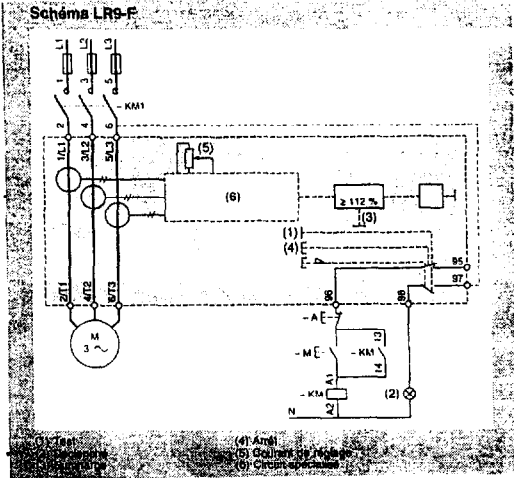 Schéma LR9-F
L1 L2 L3
1 3 5
- KM1
2 4 6
1/L1 3/L2 5/L3
(5)
(6)
≥ 112 %
(3)
(1)
(4)
95
97
2/T1 4/T2 6/T3
96 98
- A E
M
3 ~
- M E - KM 13
14
A1
- KM (2)
A2
N
(1) Test (4) Arrêt
(5) Courant de réglage
(6) Circuit spécialisé